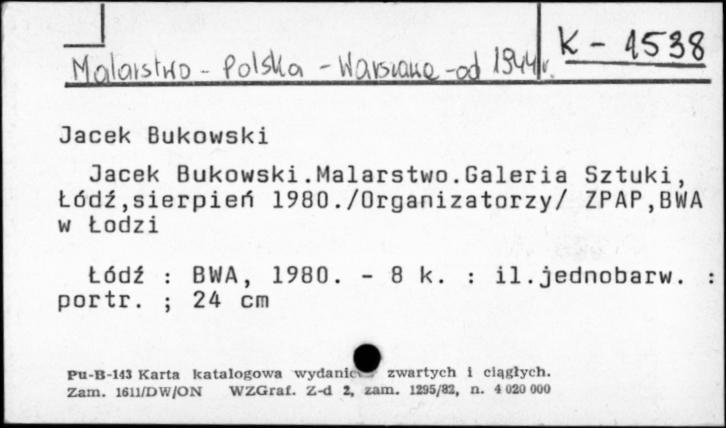 K - 1538
Malarstwo - Polska - Warszawa - od 1944 r.
Jacek Bukowski
Jacek Bukowski.Malarstwo.Galeria Sztuki,
Łódź,sierpień 1980./Organizatorzy/ ZPAP,BWA
w Łodzi
Łódź : BWA, 1980. - 8 k. : il.jednobarw. :
portr. ; 24 cm
Pu-B-143 Karta katalogowa zwartych i ciągłych.
Zam. 1611/DW/ON WZGraf. Z-d 2, zam. 1295/82, n. 4 020 000